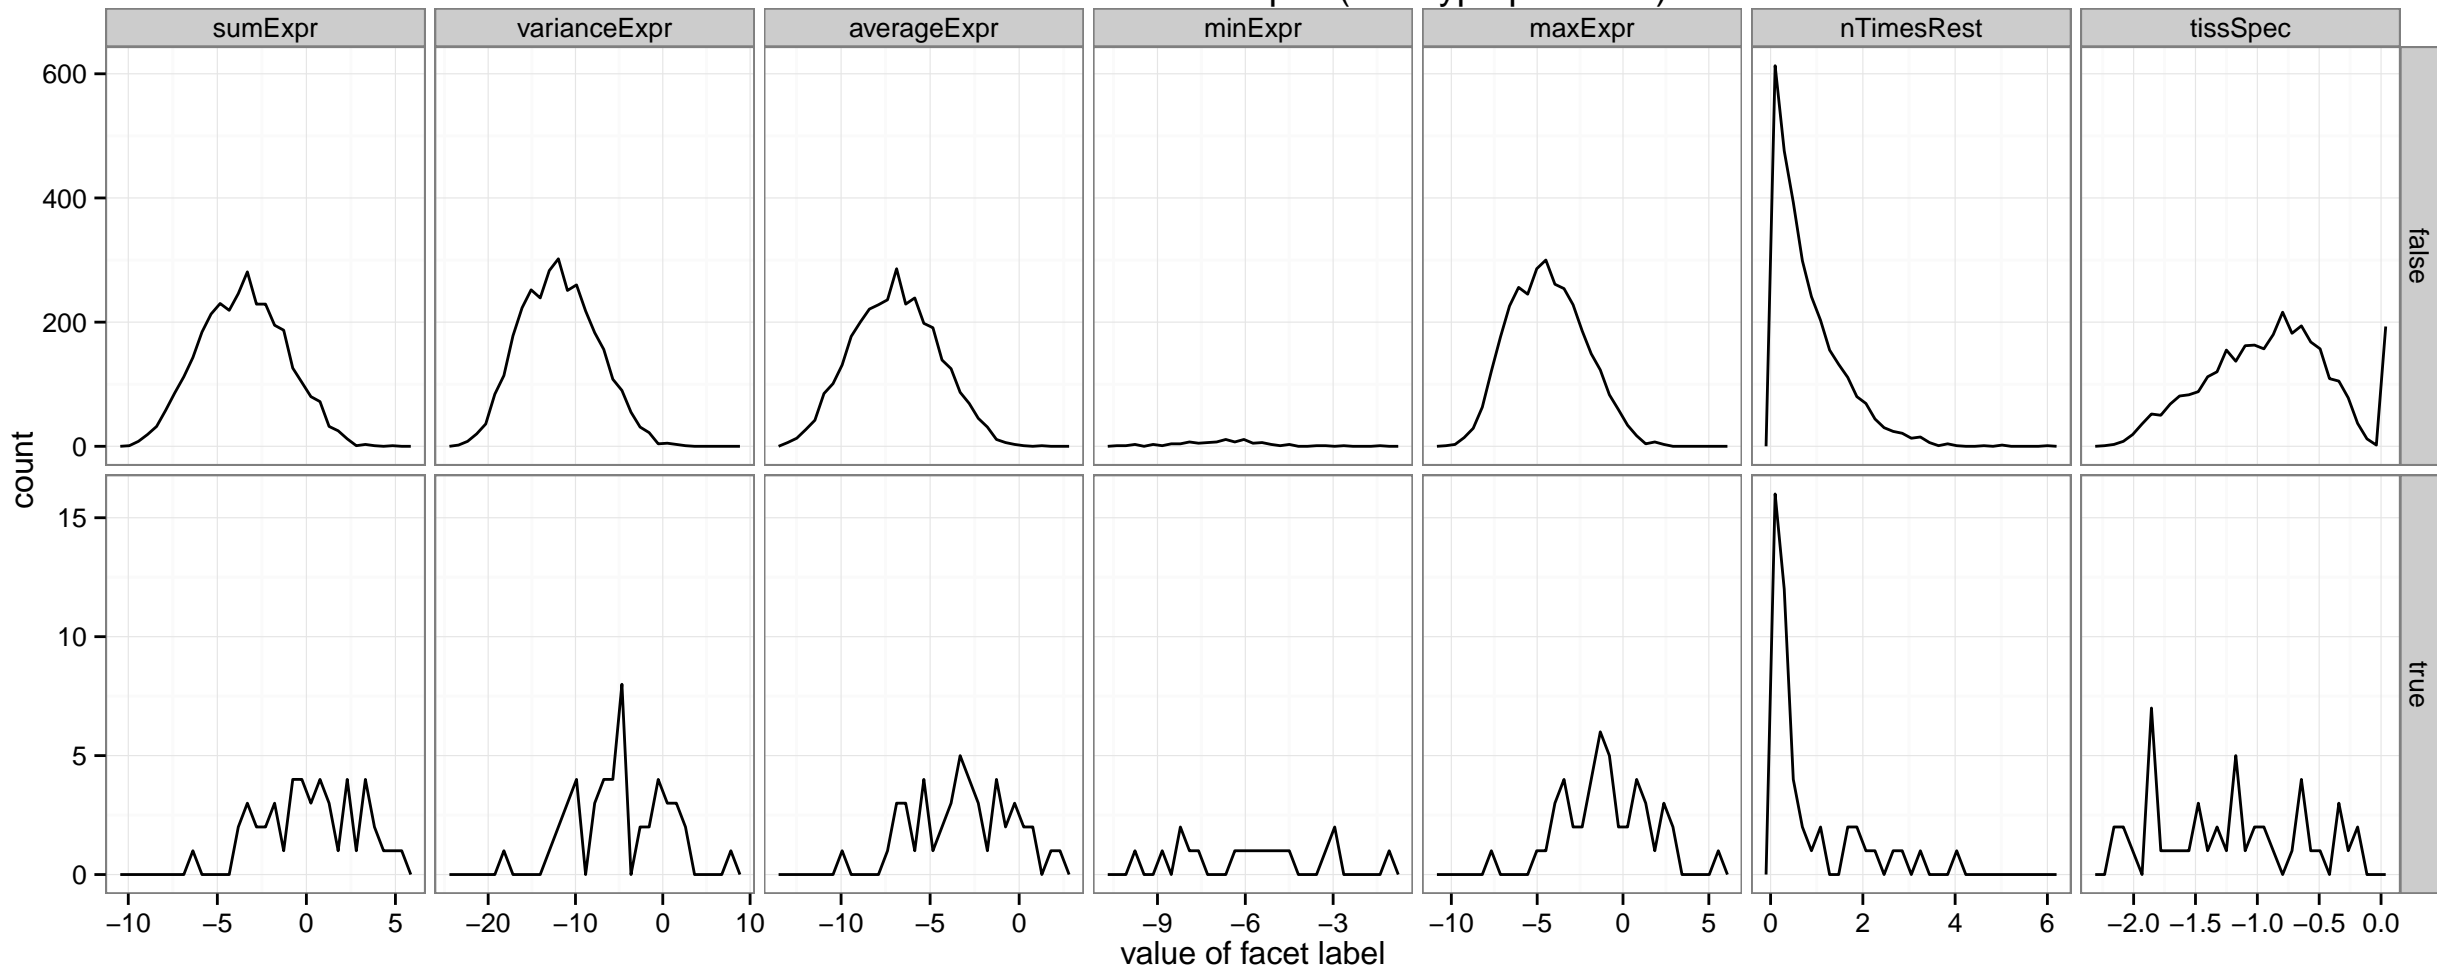 sumExpr varianceExpr averageExpr minExpr maxExpr nTimesRest tissSpec
600
400
200
0
false
15
10
5
0
true
count
−10 −5 0 5 −20 −10 0 10 −10 −5 0 −9 −6 −3 −10 −5 0 5 0 2 4 6 −2.0 −1.5 −1.0 −0.5 0.0
value of facet label